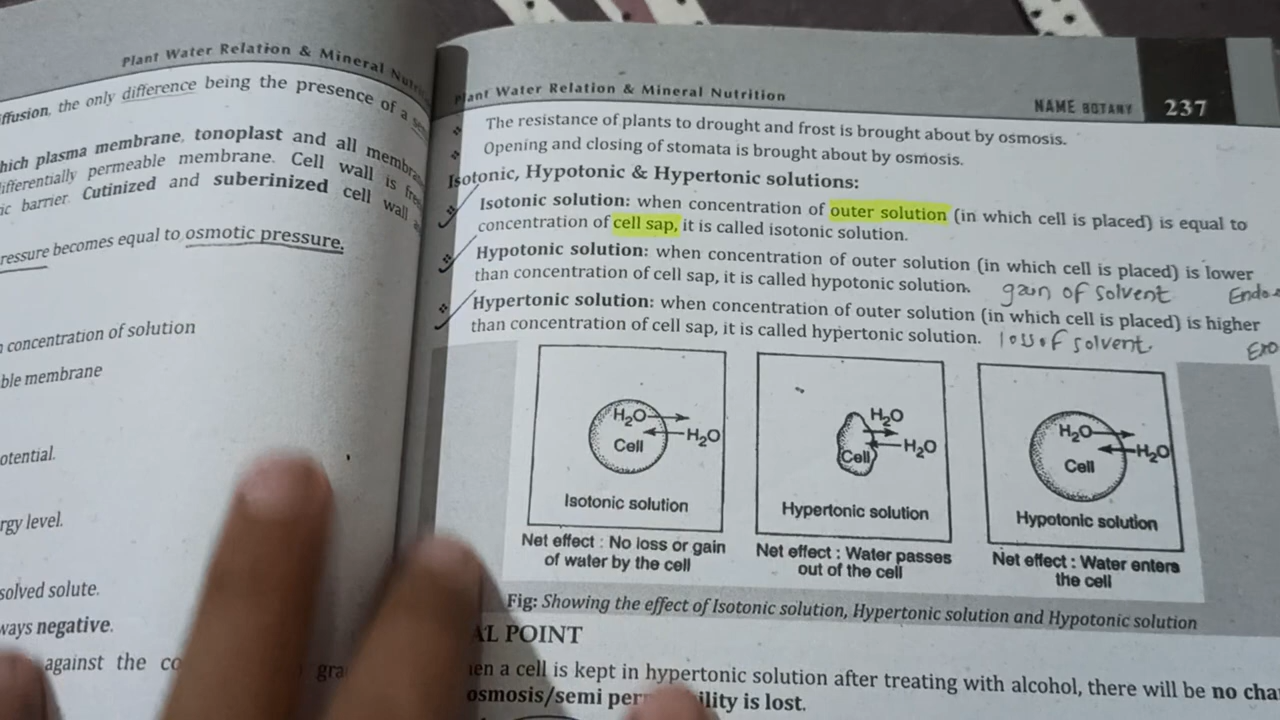 Plant Water Relation & Mineral
ffusion, the only difference being the presence of a
hich plasma membrane, tonoplast and all
ifferentially permeable membrane. Cell wall is
ic barrier. Cutinized and suberinized cell wall
ressure becomes equal to osmotic pressure.
concentration of solution
ble membrane
otential.
rgy level.
solved solute.
ways negative.
against the
Plant Water Relation & Mineral Nutrition
NAME BOTANY 237
The resistance of plants to drought and frost is brought about by osmosis.
Opening and closing of stomata is brought about by osmosis.
Isotonic, Hypotonic & Hypertonic solutions:
Isotonic solution: when concentration of outer solution (in which cell is placed) is equal to
concentration of cell sap, it is called isotonic solution.
Hypotonic solution: when concentration of outer solution (in which cell is placed) is lower
than concentration of cell sap, it is called hypotonic solution. gain of solvent Endo
Hypertonic solution: when concentration of outer solution (in which cell is placed) is higher
than concentration of cell sap, it is called hypertonic solution. loss of solvent. Exo
H₂O
H₂O
Cell
Isotonic solution
Net effect : No loss or gain
of water by the cell
H₂O
H₂O
Cell
Hypertonic solution
Net effect : Water passes
out of the cell
H₂O
H₂O
Cell
Hypotonic solution
Net effect : Water enters
the cell
Fig: Showing the effect of Isotonic solution, Hypertonic solution and Hypotonic solution
AL POINT
en a cell is kept in hypertonic solution after treating with alcohol, there will be no cha
osmosis/semi per ility is lost.